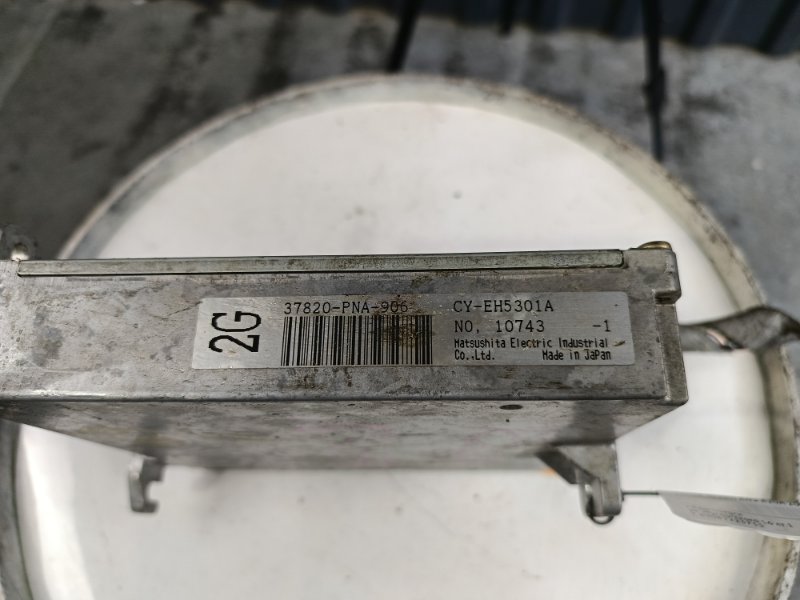 2G
37820-PNA-906
CY-EH5301A
NO. 10743 -1
Matsushita Electric Industrial
Co.,Ltd. Made in Japan